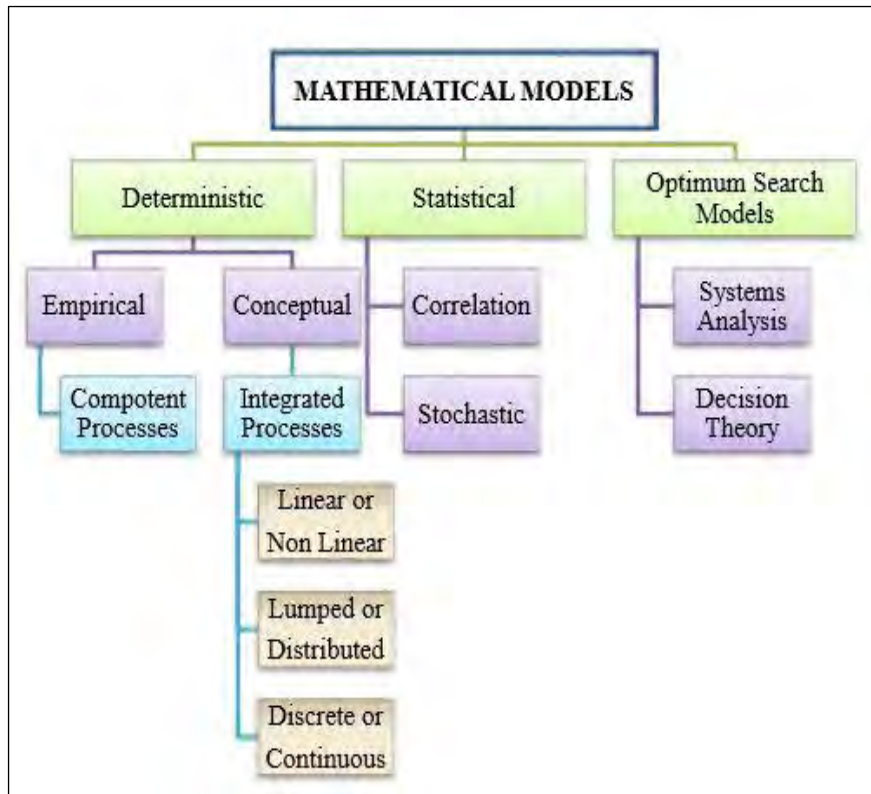 MATHEMATICAL MODELS
Deterministic
Statistical
Optimum Search
Models
Empirical
Conceptual
Correlation
Systems
Analysis
Compotent
Processes
Integrated
Processes
Stochastic
Decision
Theory
Linear or
Non Linear
Lumped or
Distributed
Discrete or
Continuous